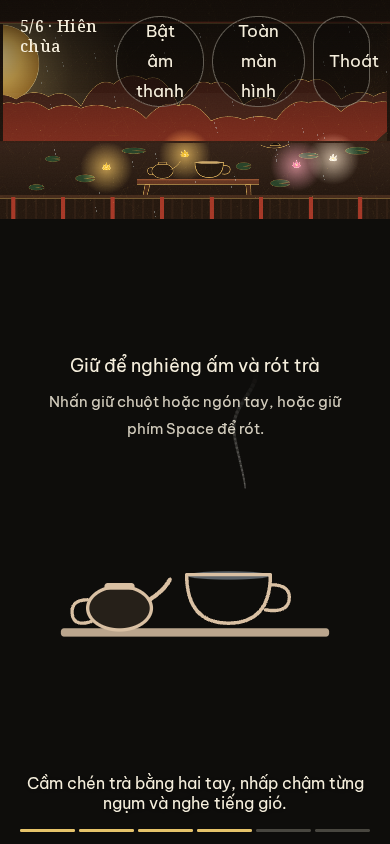 5/6 · Hiên
chùa
Bật
âm
thanh
Toàn
màn
hình
Thoát
Giữ để nghiêng ấm và rót trà
Nhấn giữ chuột hoặc ngón tay, hoặc giữ
phím Space để rót.
Cầm chén trà bằng hai tay, nhấp chậm từng
ngụm và nghe tiếng gió.